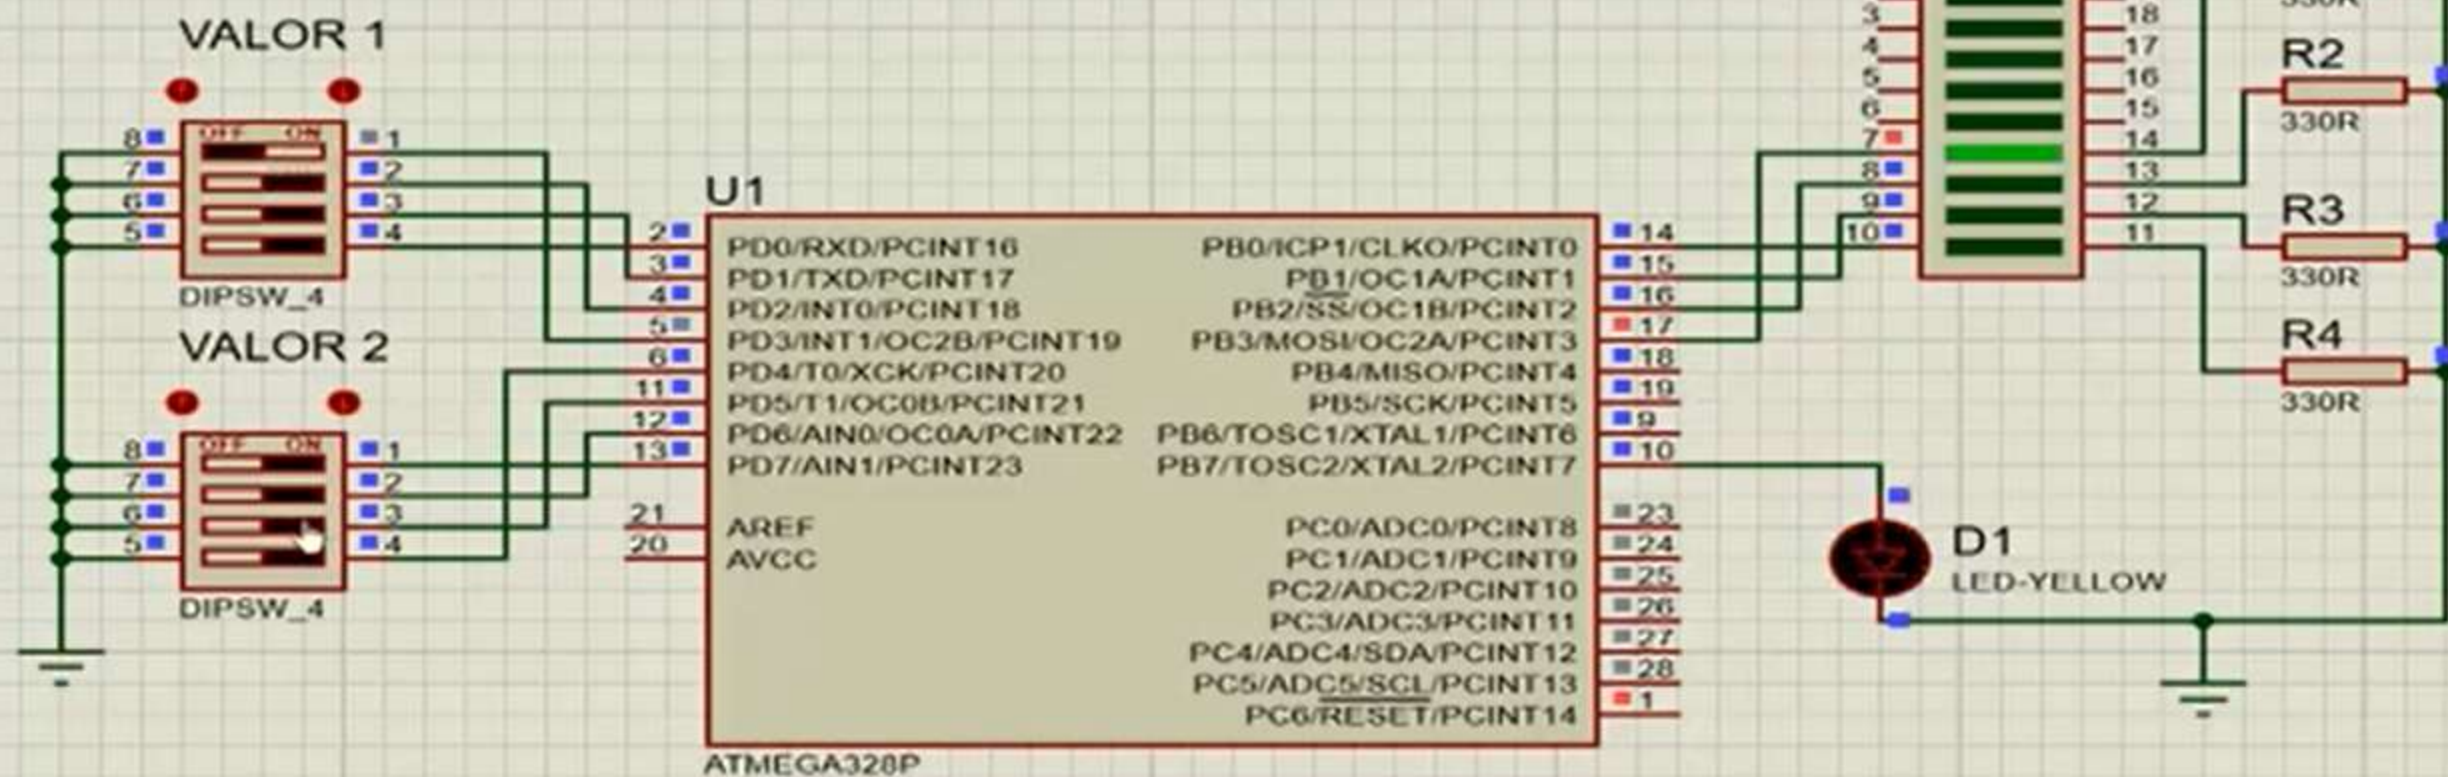 VALOR 1
OFF ON
8 1
7 2
6 3
5 4
DIPSW_4
VALOR 2
OFF ON
8 1
7 2
6 3
5 4
DIPSW_4
U1
2 PD0/RXD/PCINT16
3 PD1/TXD/PCINT17
4 PD2/INT0/PCINT18
5 PD3/INT1/OC2B/PCINT19
6 PD4/T0/XCK/PCINT20
11 PD5/T1/OC0B/PCINT21
12 PD6/AIN0/OC0A/PCINT22
13 PD7/AIN1/PCINT23
21 AREF
20 AVCC
PB0/ICP1/CLKO/PCINT0 14
PB1/OC1A/PCINT1 15
PB2/SS/OC1B/PCINT2 16
PB3/MOSI/OC2A/PCINT3 17
PB4/MISO/PCINT4 18
PB5/SCK/PCINT5 19
PB6/TOSC1/XTAL1/PCINT6 9
PB7/TOSC2/XTAL2/PCINT7 10
PC0/ADC0/PCINT8 23
PC1/ADC1/PCINT9 24
PC2/ADC2/PCINT10 25
PC3/ADC3/PCINT11 26
PC4/ADC4/SDA/PCINT12 27
PC5/ADC5/SCL/PCINT13 28
PC6/RESET/PCINT14 1
ATMEGA328P
3 18
4 17
5 16
6 15
7 14
8 13
9 12
10 11
330R
R2
330R
R3
330R
R4
330R
D1
LED-YELLOW